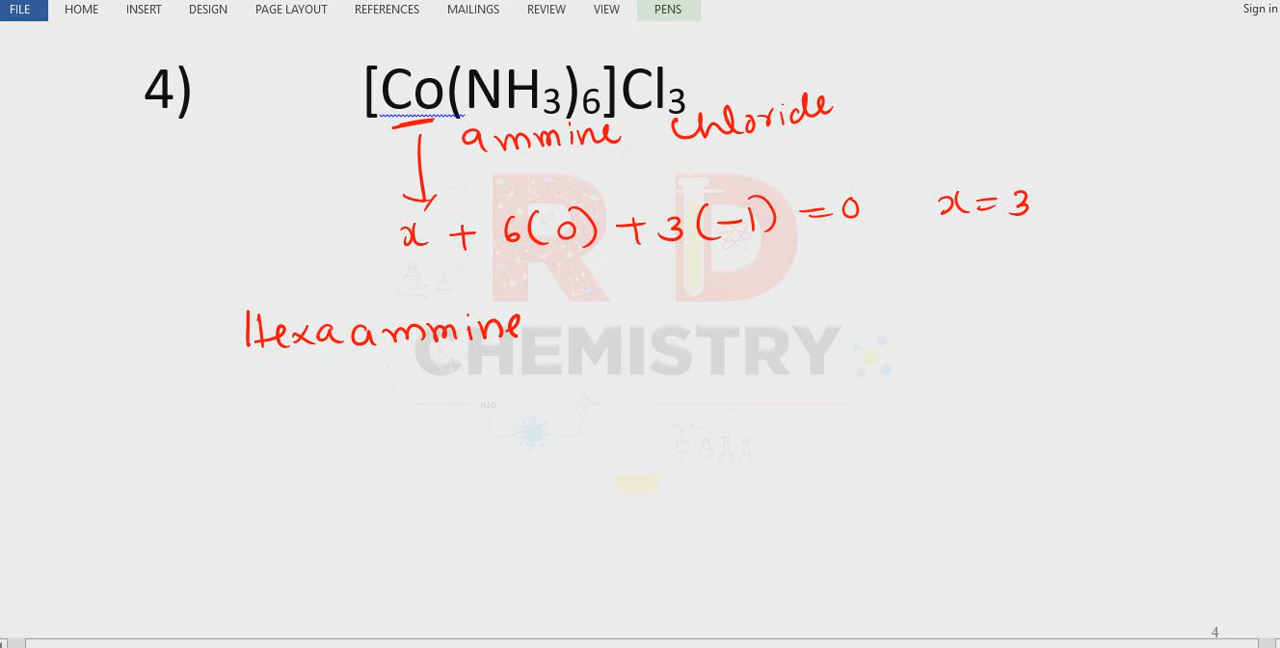 FILE HOME INSERT DESIGN PAGE LAYOUT REFERENCES MAILINGS REVIEW VIEW PENS Sign in
4) [Co(NH₃)₆]Cl₃
ammine chloride
x + 6(0) + 3(-1) = 0 x = 3
RD
Hexaammine
CHEMISTRY
H2O
4